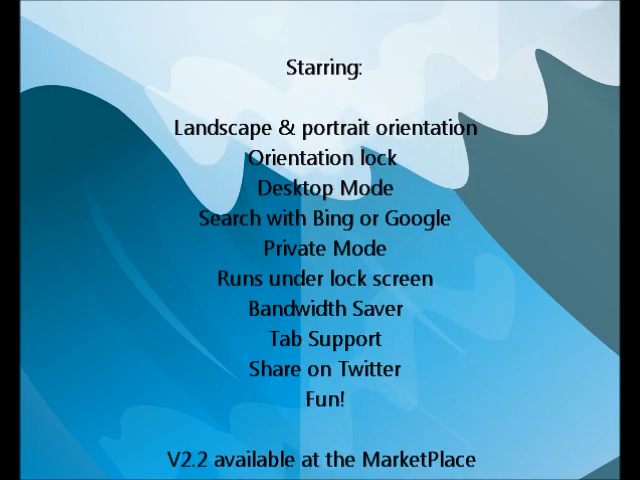 Starring:
Landscape & portrait orientation
Orientation lock
Desktop Mode
Search with Bing or Google
Private Mode
Runs under lock screen
Bandwidth Saver
Tab Support
Share on Twitter
Fun!
V2.2 available at the MarketPlace